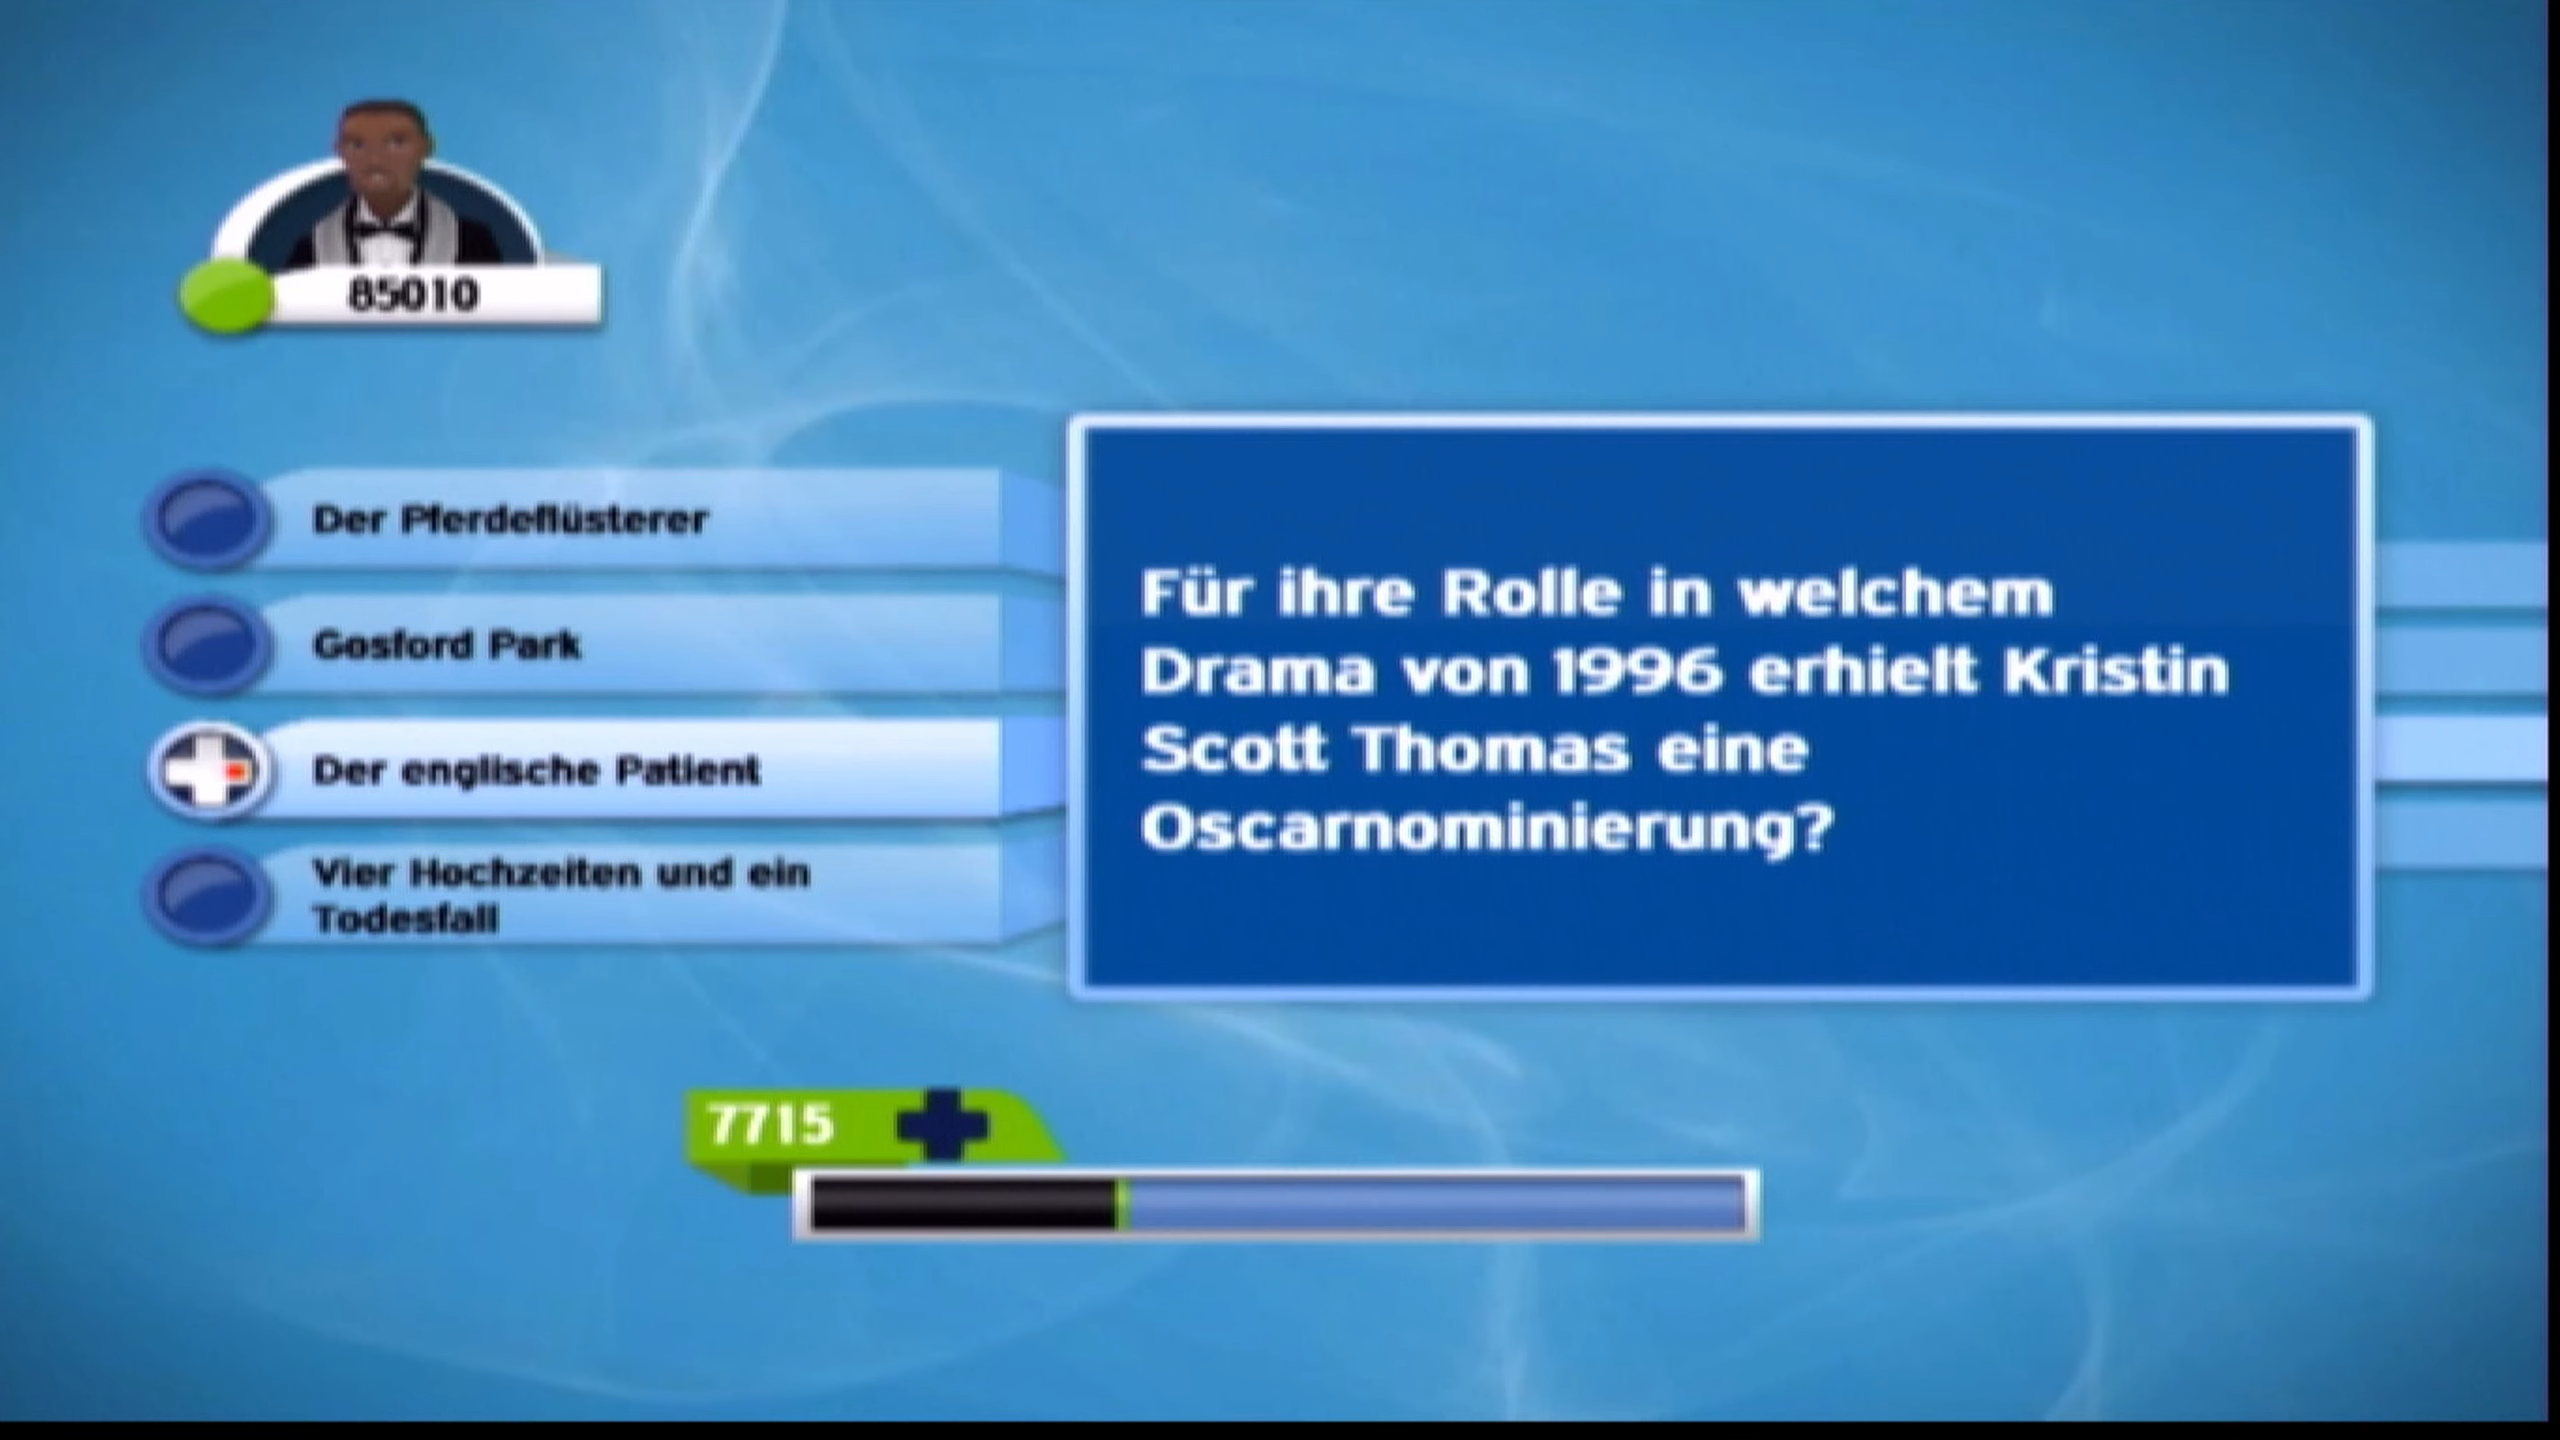 85010
Der Pferdeflüsterer
Gosford Park
Der englische Patient
Vier Hochzeiten und ein
Todesfall
Für ihre Rolle in welchem
Drama von 1996 erhielt Kristin
Scott Thomas eine
Oscarnominierung?
7715